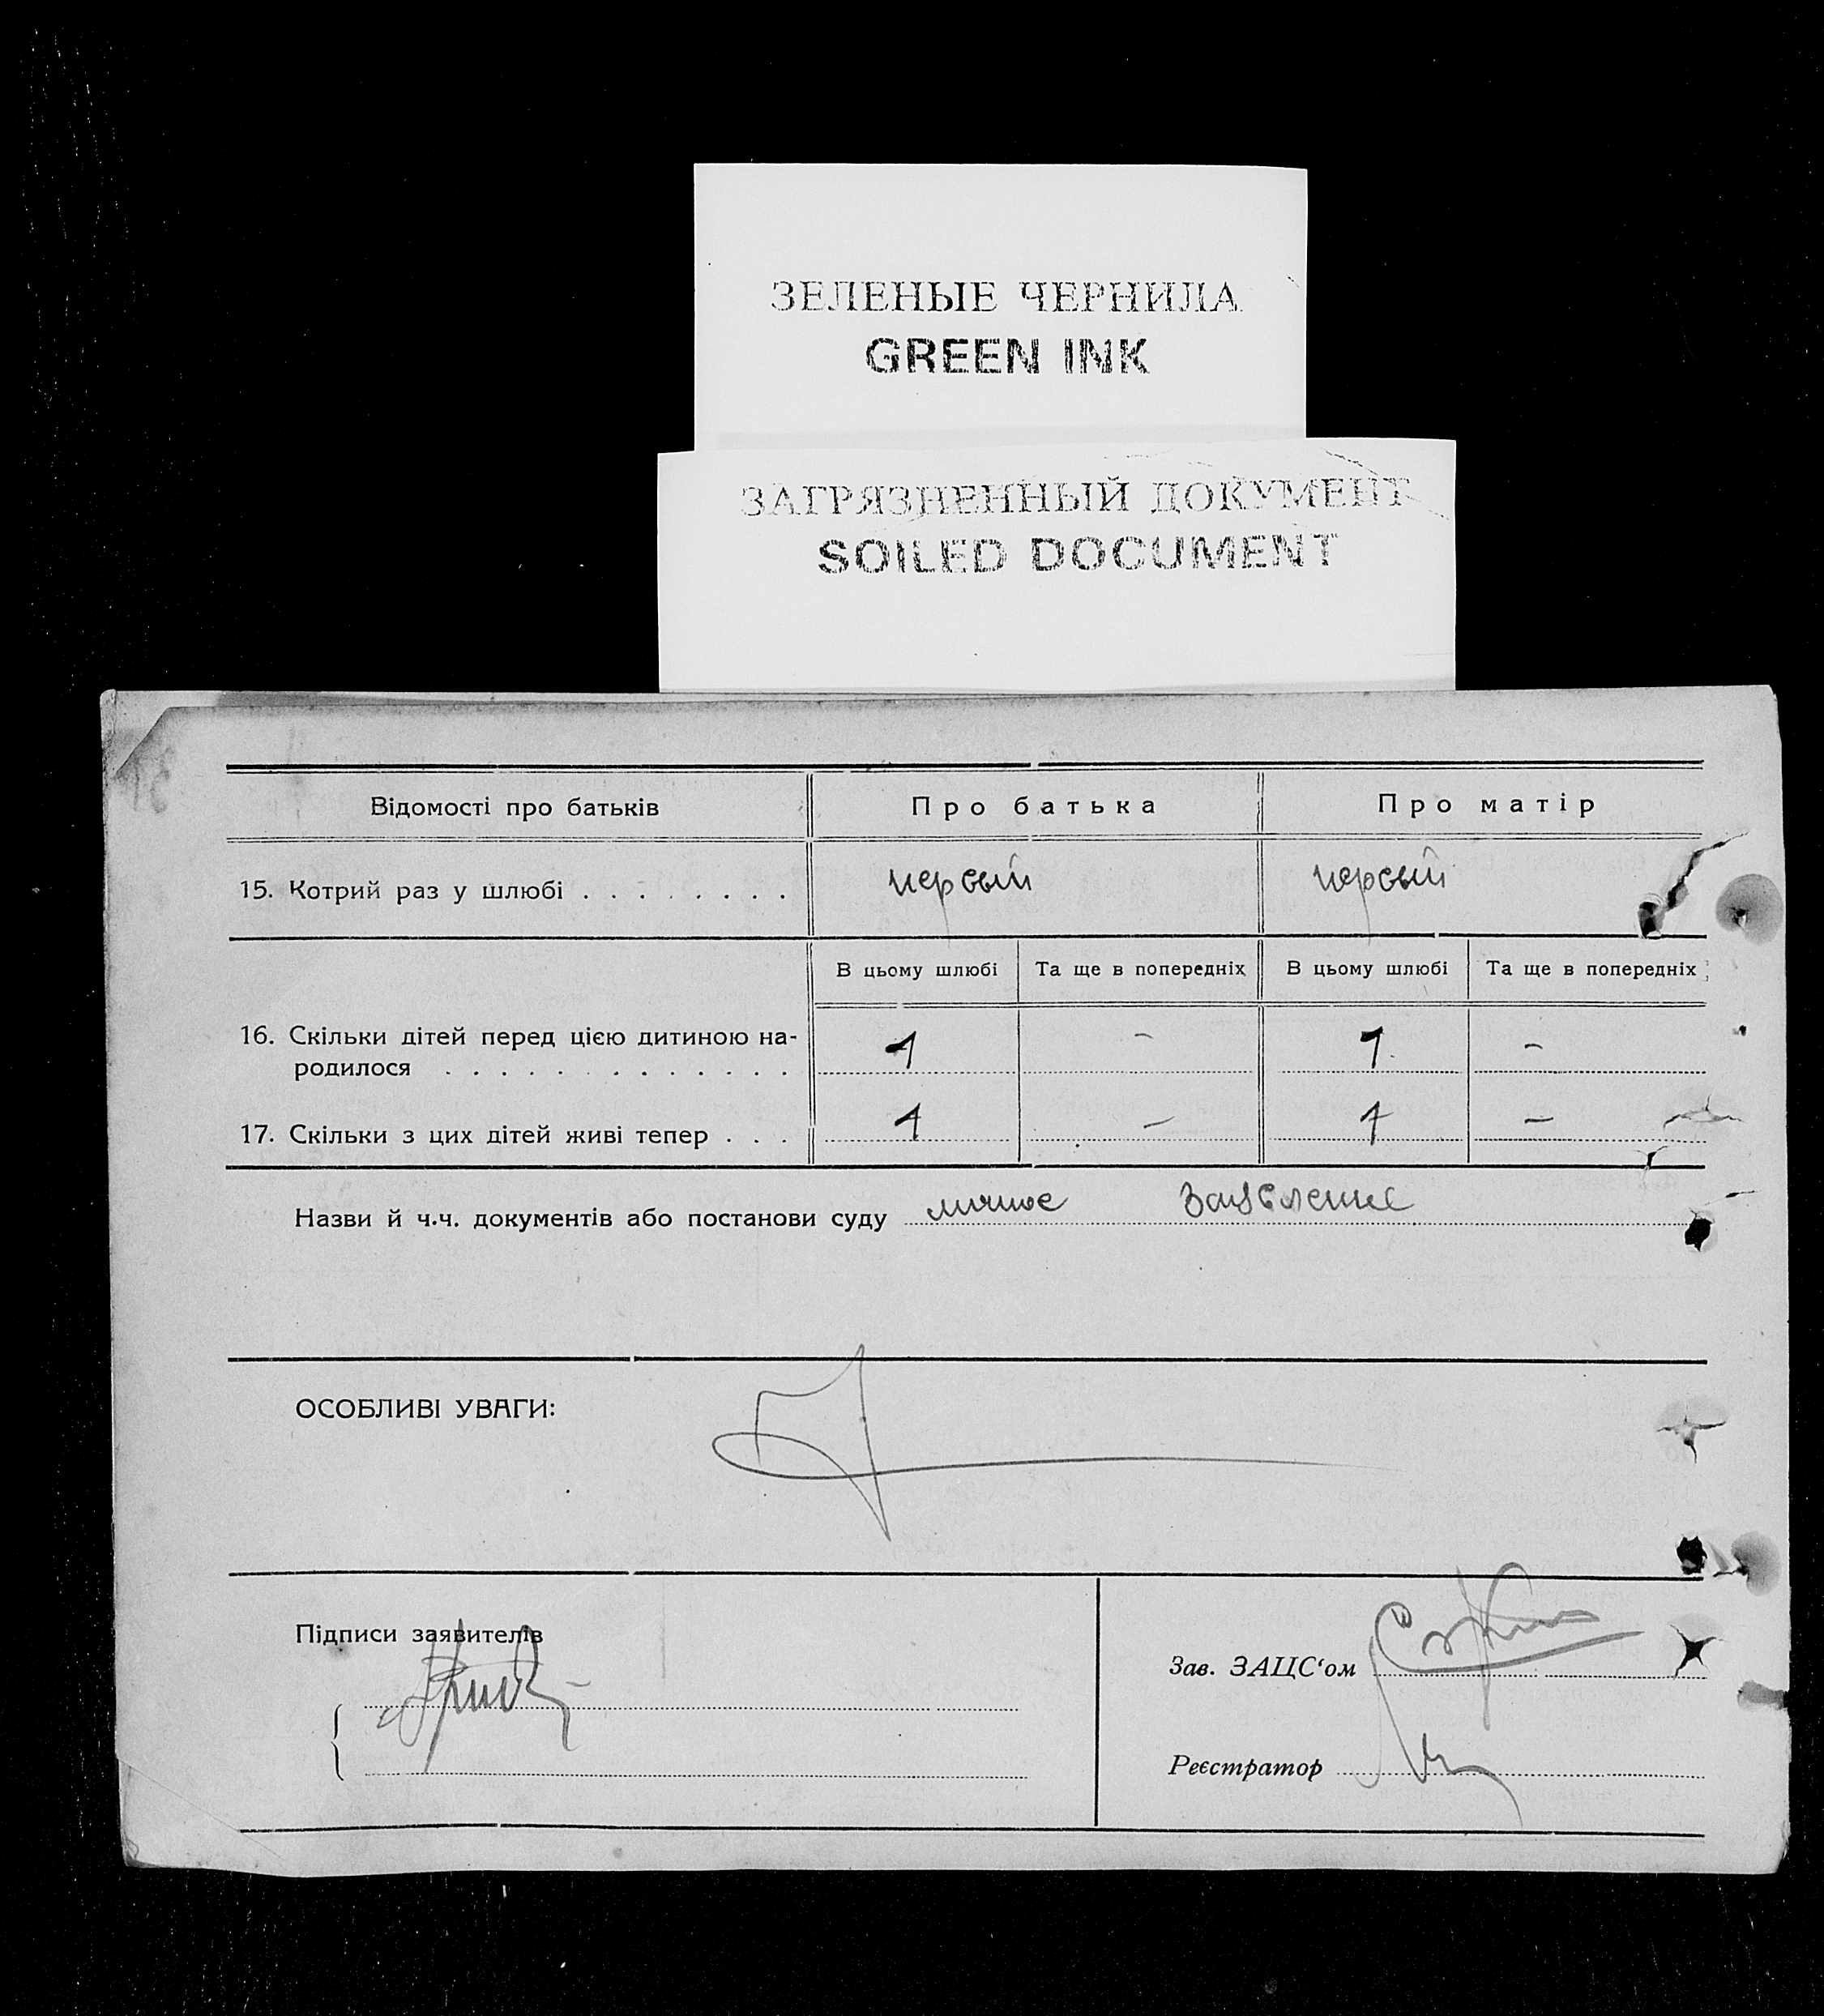 ЗЕЛЕНЫЕ ЧЕРНИЛА
GREEN INK
ЗАГРЯЗНЕННЫЙ ДОКУМЕНТ
SOILED DOCUMENT
Відомості про батьків Про батька Про матір
15. Котрий раз у шлюбі . . . . . . . . первый первый
В цьому шлюбі Та ще в попередніх В цьому шлюбі Та ще в попередніх
16. Скільки дітей перед цією дитиною на-
родилося . . . . . . . . . . . . . 1 – 1 –
17. Скільки з цих дітей живі тепер . . . 1 – 1 –
Назви й ч.ч. документів або постанови суду личное заявление
ОСОБЛИВІ УВАГИ:
Підписи заявителів
Зав. ЗАЦС‘ом
Реєстратор